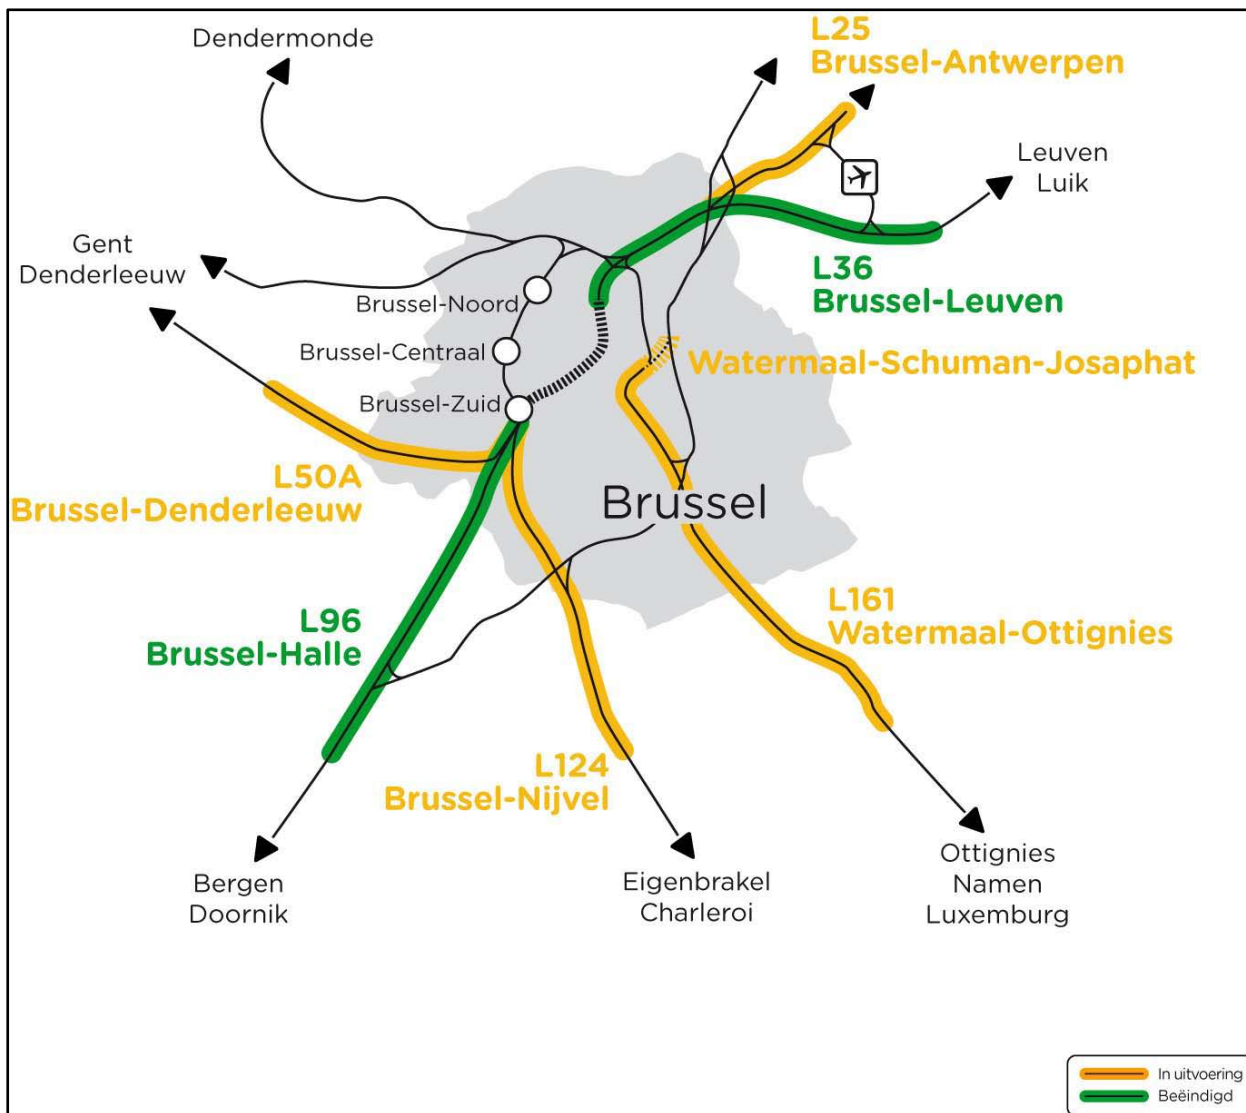 Dendermonde
L25
Brussel-Antwerpen
Leuven
Luik
Gent
Denderleeuw
L36
Brussel-Leuven
Brussel-Noord
Brussel-Centraal
Watermaal-Schuman-Josaphat
Brussel-Zuid
L50A
Brussel-Denderleeuw
Brussel
L96
Brussel-Halle
L161
Watermaal-Ottignies
L124
Brussel-Nijvel
Bergen
Doornik
Eigenbrakel
Charleroi
Ottignies
Namen
Luxemburg
In uitvoering
Beëindigd